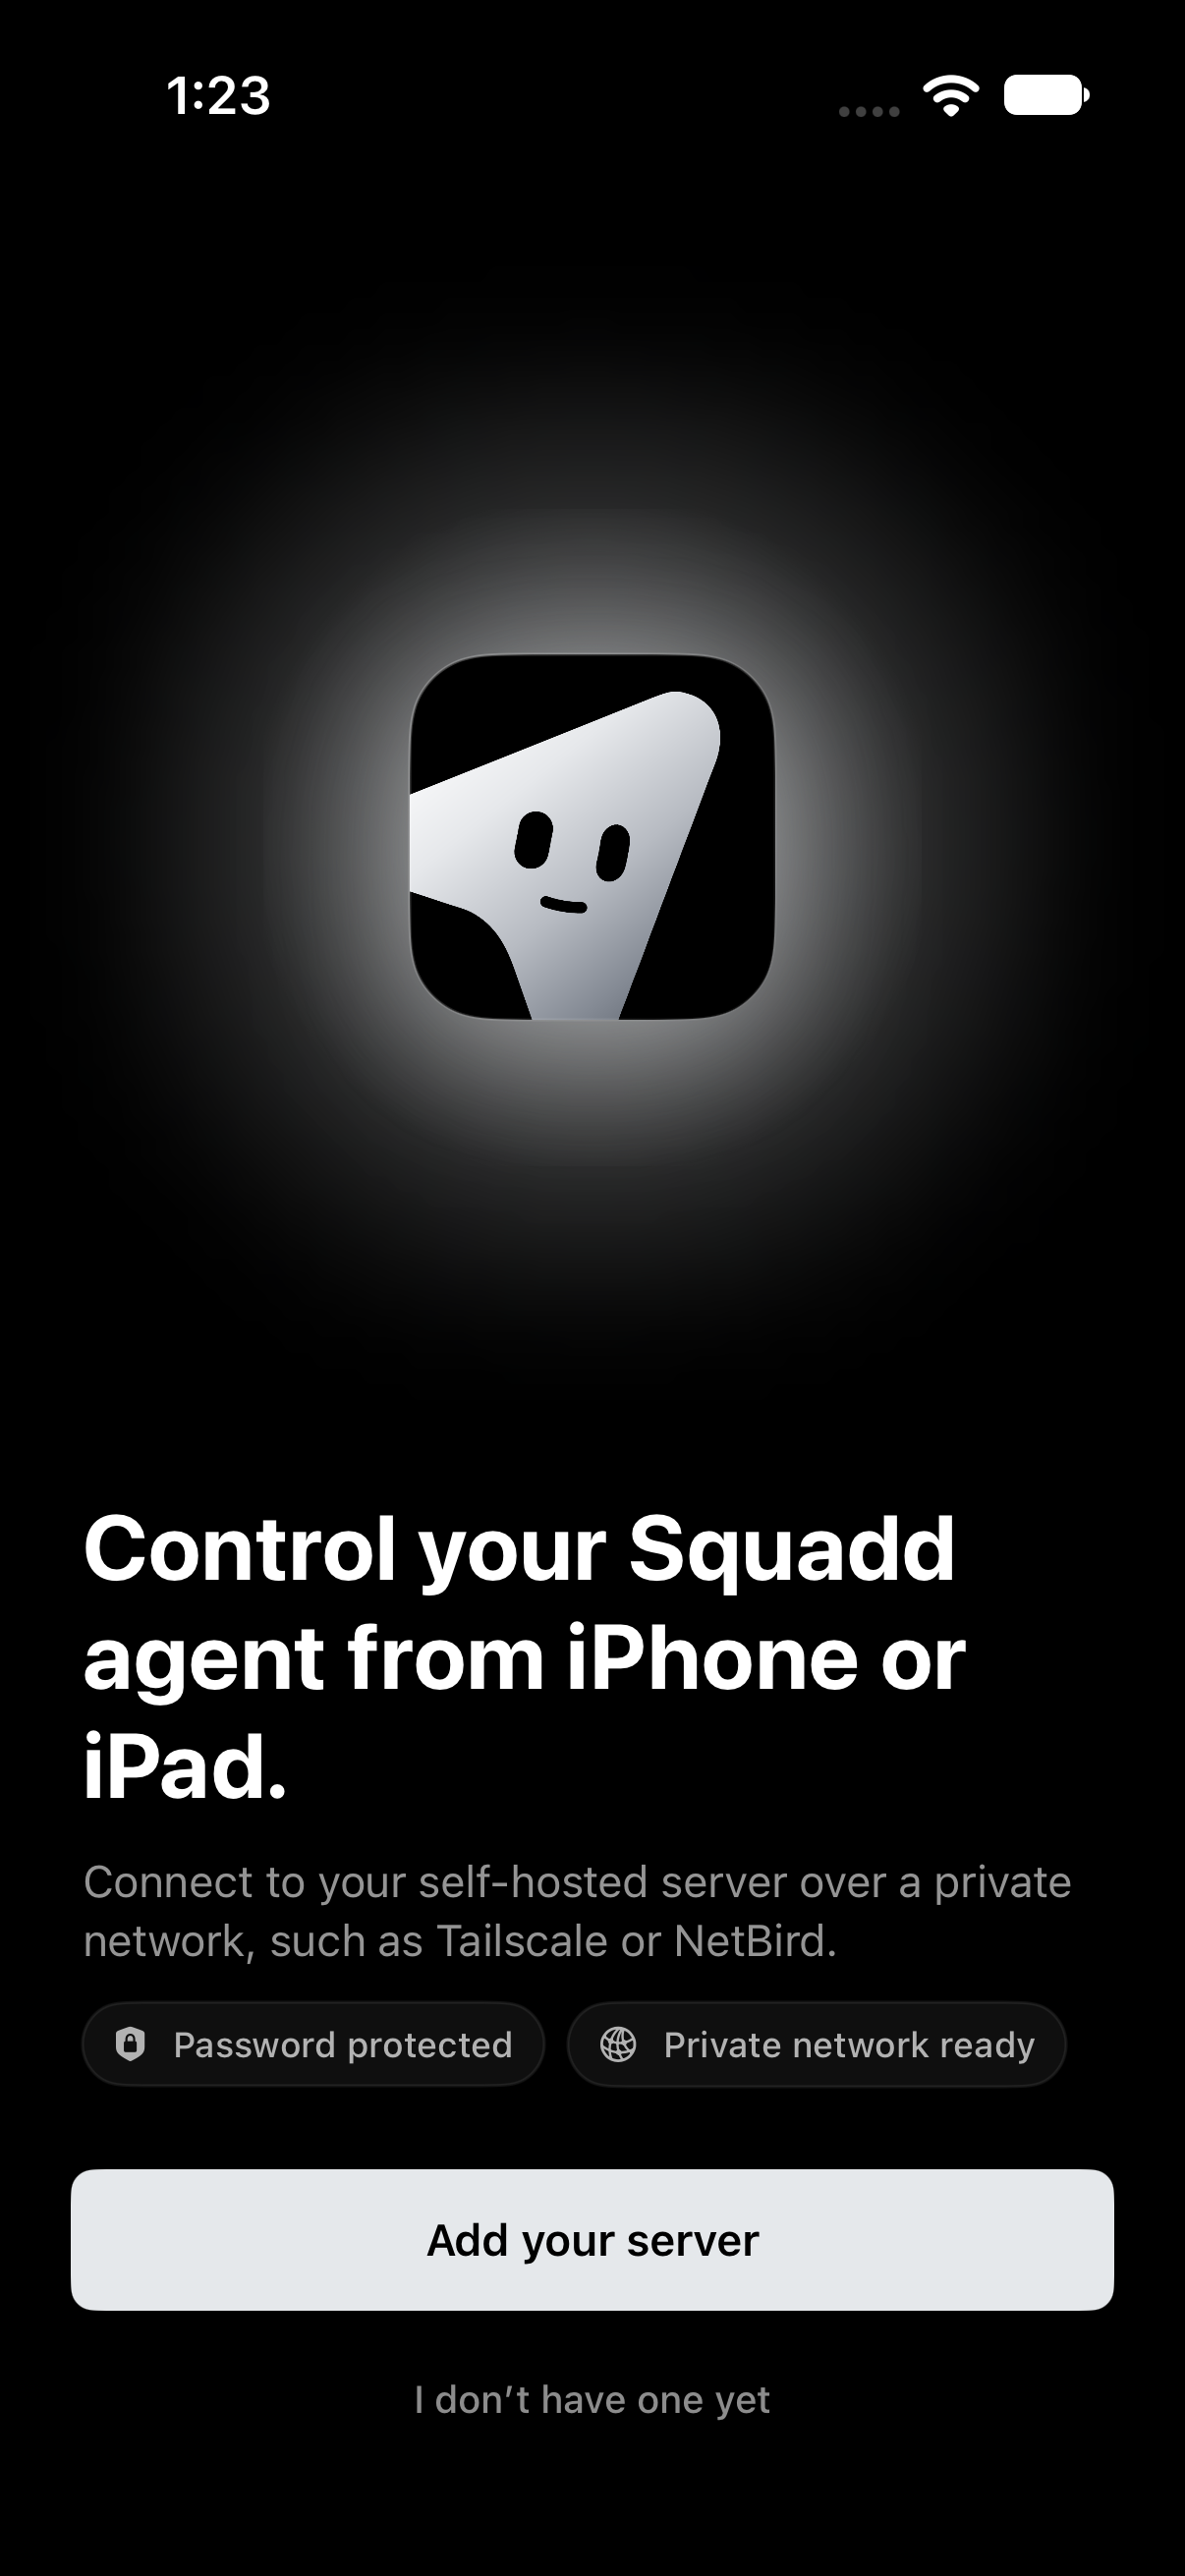 1:23
Control your Squadd
agent from iPhone or
iPad.
Connect to your self-hosted server over a private
network, such as Tailscale or NetBird.
Password protected
Private network ready
Add your server
I don’t have one yet